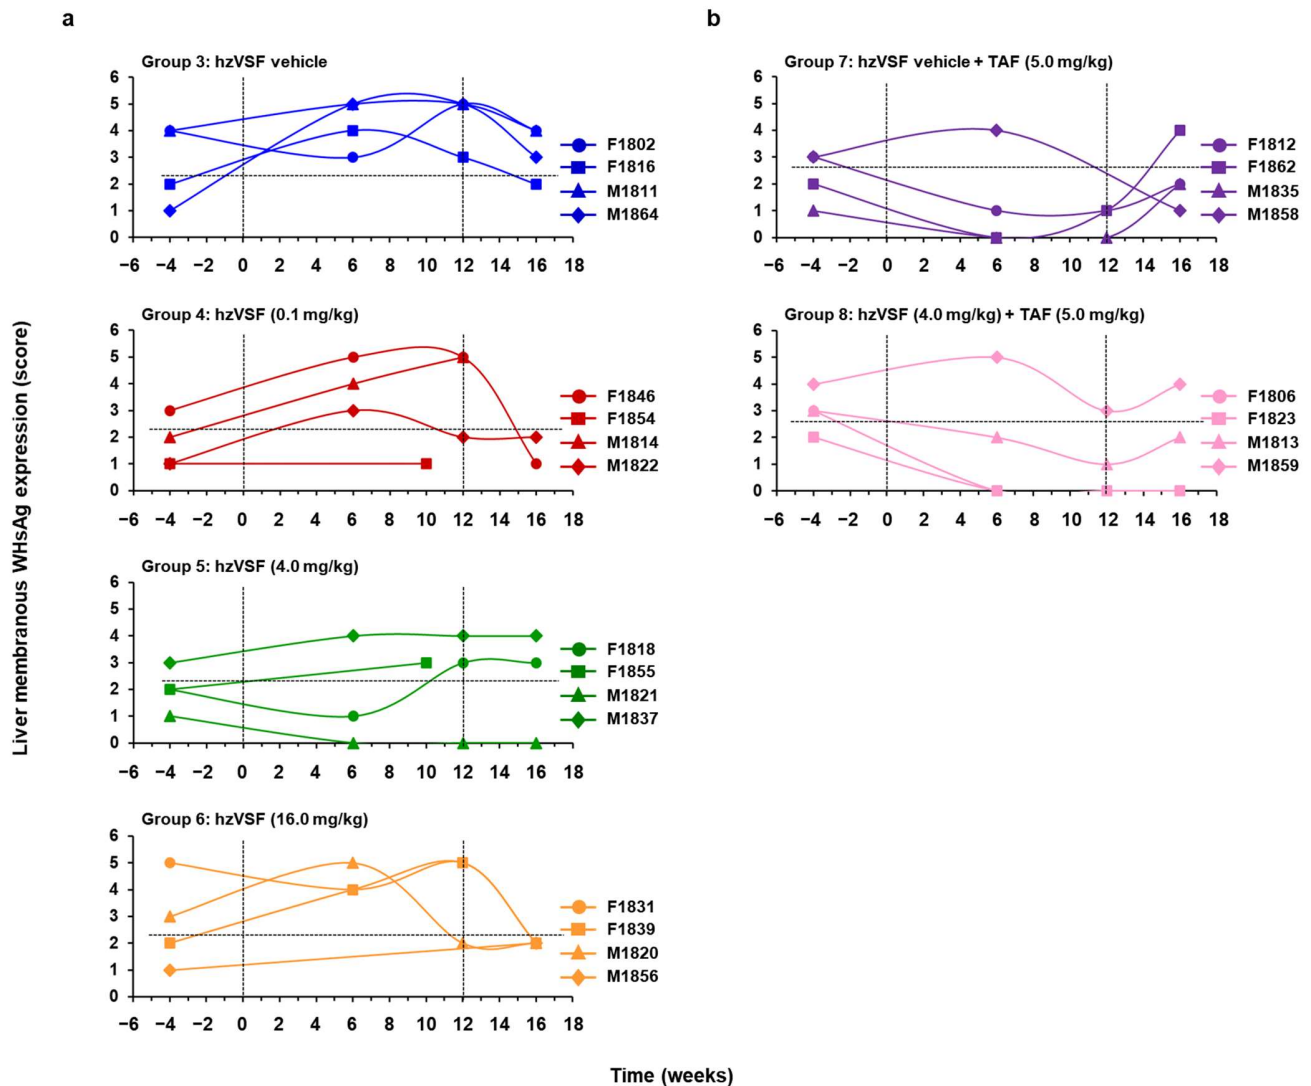 a
b
Group 3: hzVSF vehicle
6
5
4
3
2
1
0
−6 −4 −2 0 2 4 6 8 10 12 14 16 18
F1802
F1816
M1811
M1864
Group 7: hzVSF vehicle + TAF (5.0 mg/kg)
6
5
4
3
2
1
0
−6 −4 −2 0 2 4 6 8 10 12 14 16 18
F1812
F1862
M1835
M1858
Liver membranous WHsAg expression (score)
Group 4: hzVSF (0.1 mg/kg)
6
5
4
3
2
1
0
−6 −4 −2 0 2 4 6 8 10 12 14 16 18
F1846
F1854
M1814
M1822
Group 8: hzVSF (4.0 mg/kg) + TAF (5.0 mg/kg)
6
5
4
3
2
1
0
−6 −4 −2 0 2 4 6 8 10 12 14 16 18
F1806
F1823
M1813
M1859
Group 5: hzVSF (4.0 mg/kg)
6
5
4
3
2
1
0
−6 −4 −2 0 2 4 6 8 10 12 14 16 18
F1818
F1855
M1821
M1837
Group 6: hzVSF (16.0 mg/kg)
6
5
4
3
2
1
0
−6 −4 −2 0 2 4 6 8 10 12 14 16 18
F1831
F1839
M1820
M1856
Time (weeks)